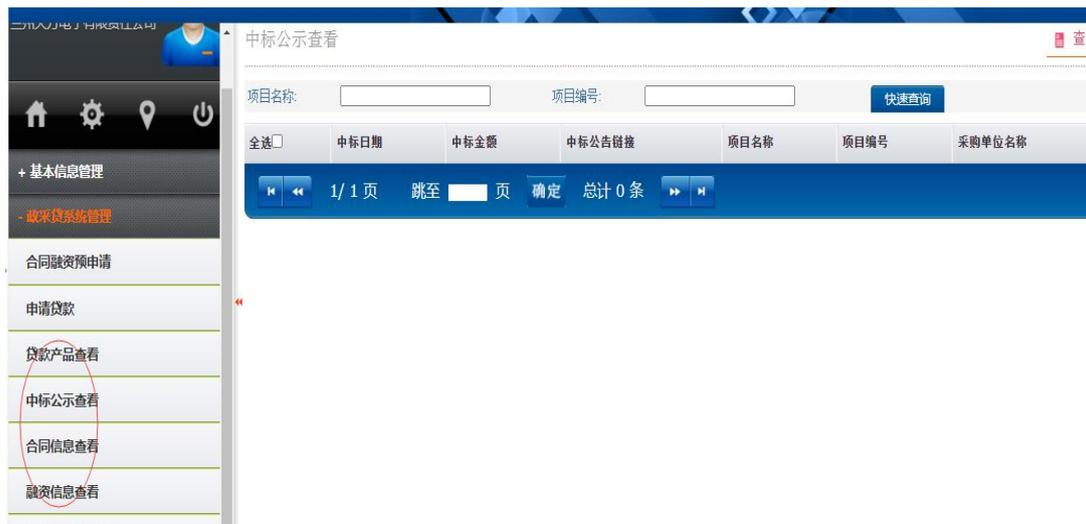 中标公示查看
查
项目名称:
项目编号:
快速查询
全选 中标日期 中标金额 中标公告链接 项目名称 项目编号 采购单位名称
1/ 1 页 跳至 页 确定 总计 0 条
+ 基本信息管理
- 政采贷系统管理
合同融资预申请
申请贷款
贷款产品查看
中标公示查看
合同信息查看
融资信息查看